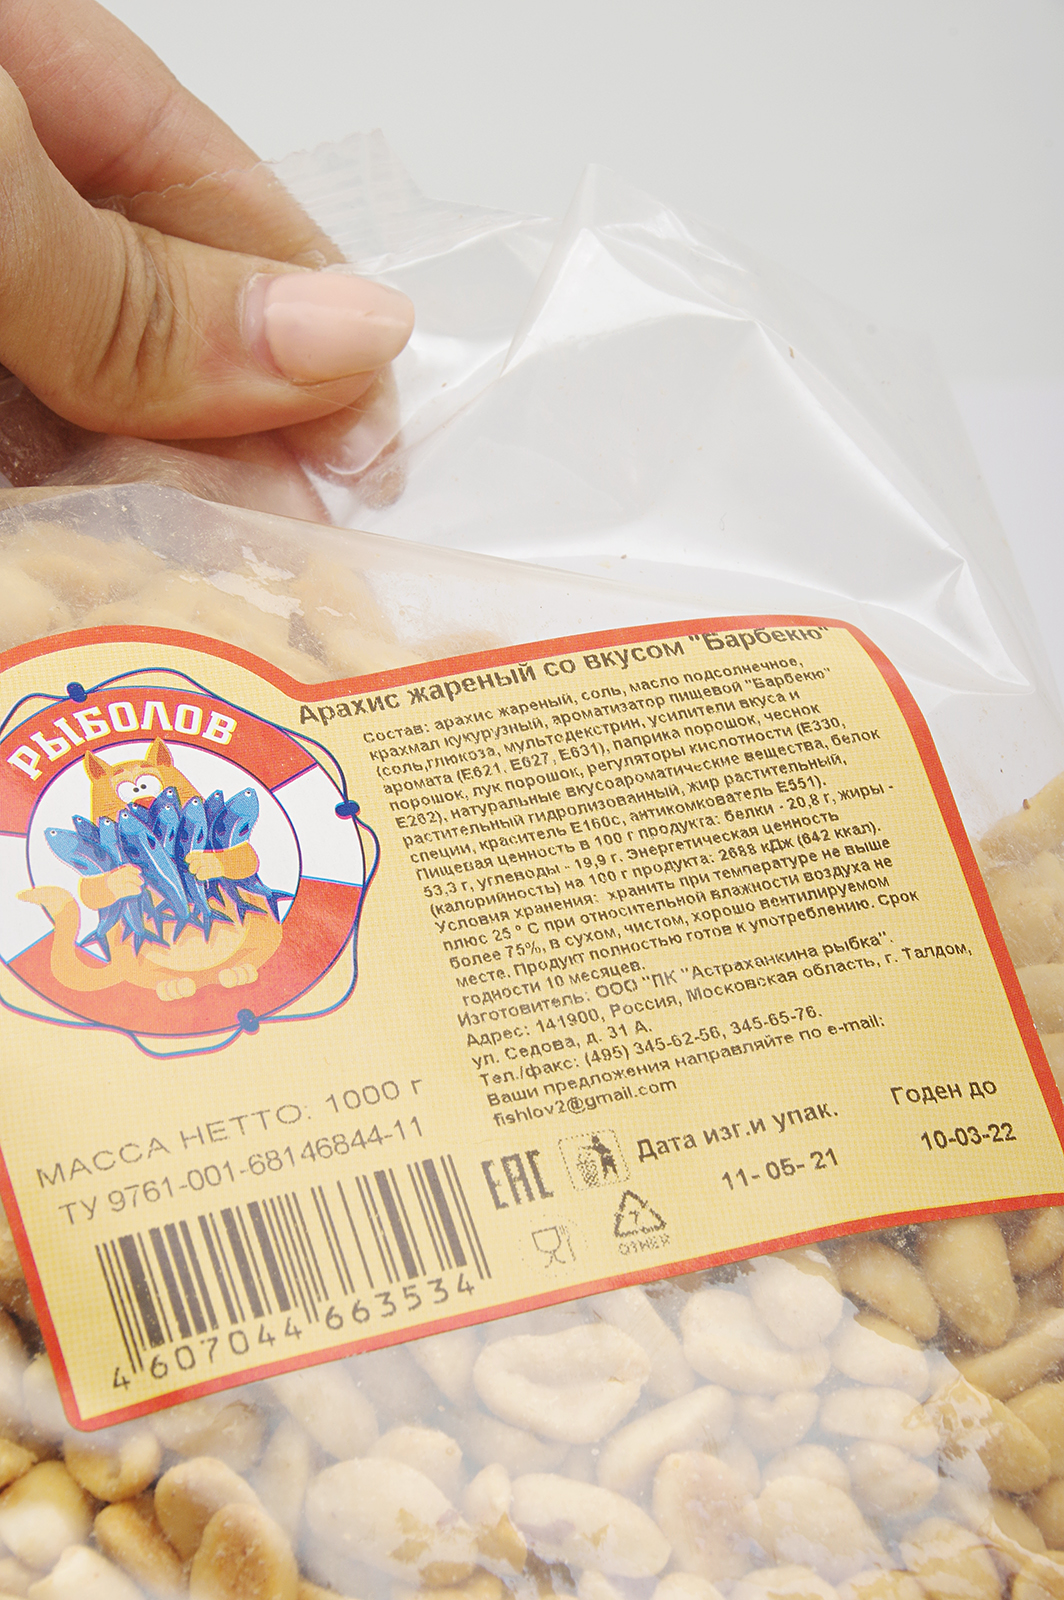 РЫБОЛОВ
Арахис жареный со вкусом "Барбекю"
Состав: арахис жареный, соль, масло подсолнечное,
крахмал кукурузный, ароматизатор пищевой "Барбекю"
(соль,глюкоза, мультодекстрин, усилители вкуса и
аромата (Е621, Е627, Е631), паприка порошок, чеснок
порошок, лук порошок, регуляторы кислотности (Е330,
Е262), натуральные вкусоароматические вещества, белок
растительный гидролизованный, жир растительный,
специи, краситель Е160с, антикомкователь Е551).
Пищевая ценность в 100 г продукта: белки - 20,8 г, жиры -
53,3 г, углеводы - 19,9 г. Энергетическая ценность
(калорийность) на 100 г продукта: 2688 кДж (642 ккал).
Условия хранения: хранить при температуре не выше
плюс 25 ° С при относительной влажности воздуха не
более 75%, в сухом, чистом, хорошо вентилируемом
месте. Продукт полностью готов к употреблению. Срок
годности 10 месяцев.
Изготовитель: ООО "ПК "Астраханкина рыбка".
Адрес: 141900, Россия, Московская область, г. Талдом,
ул. Седова, д. 31 А.
Тел./факс: (495) 345-62-56, 345-65-76.
Ваши предложения направляйте по e-mail:
fishlov2@gmail.com
МАССА НЕТТО: 1000 г
ТУ 9761-001-68146844-11
4 607044 663534
ЕАС
7
Дата изг.и упак.
11- 05- 21
Годен до
10-03-22